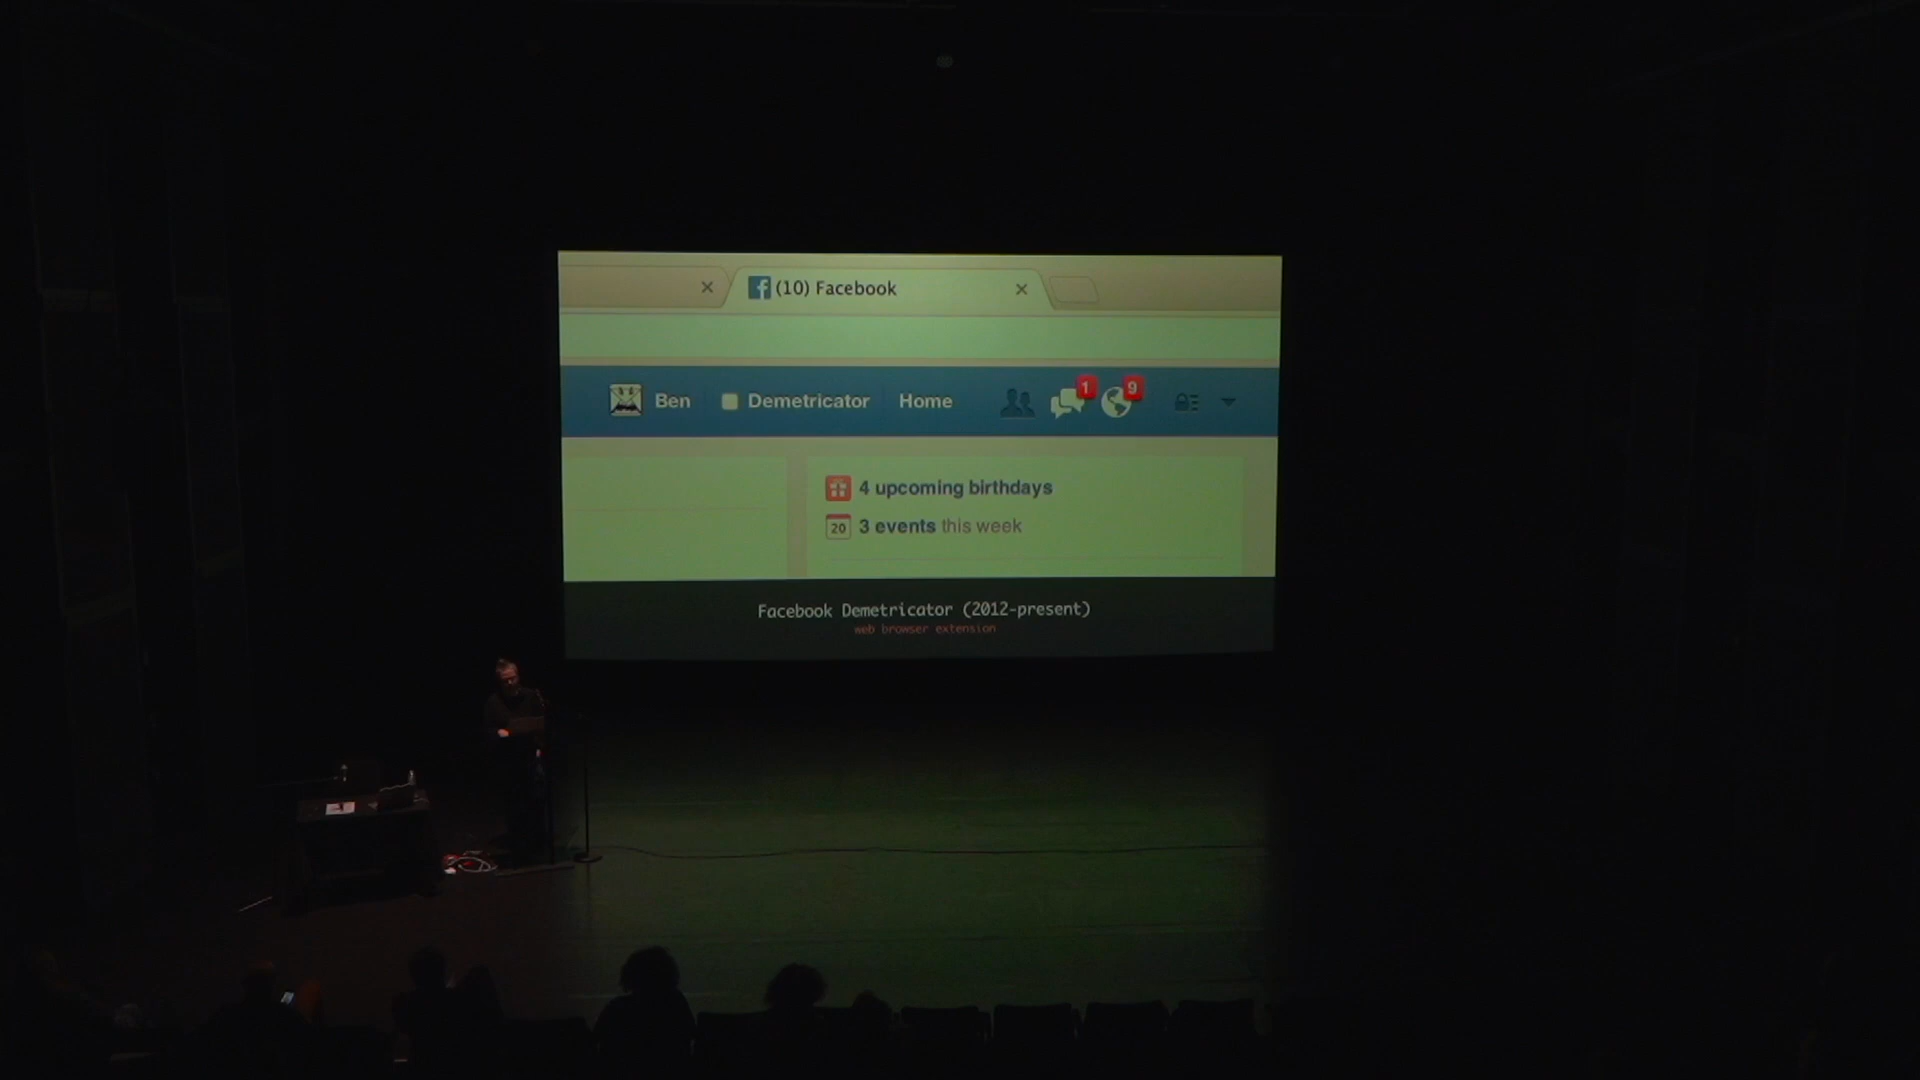 (10) Facebook
Ben Demetricator Home 1 9
4 upcoming birthdays
20 3 events this week
Facebook Demetricator (2012-present)
web browser extension